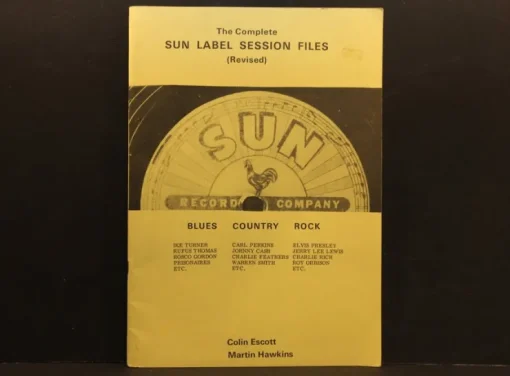 The Complete
SUN LABEL SESSION FILES
(Revised)
SUN
RECORD COMPANY
BLUES COUNTRY ROCK
IKE TURNER CARL PERKINS ELVIS PRESLEY
RUFUS THOMAS JOHNNY CASH JERRY LEE LEWIS
ROSCO GORDON CHARLIE FEATHERS CHARLIE RICH
PRISONAIRES WARREN SMITH ROY ORBISON
ETC. ETC. ETC.
Colin Escott
Martin Hawkins